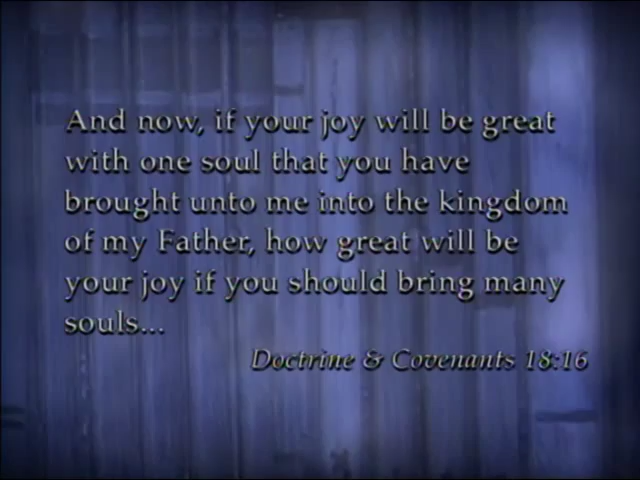 And now, if your joy will be great
with one soul that you have
brought unto me into the kingdom
of my Father, how great will be
your joy if you should bring many
souls...
Doctrine & Covenants 18:16